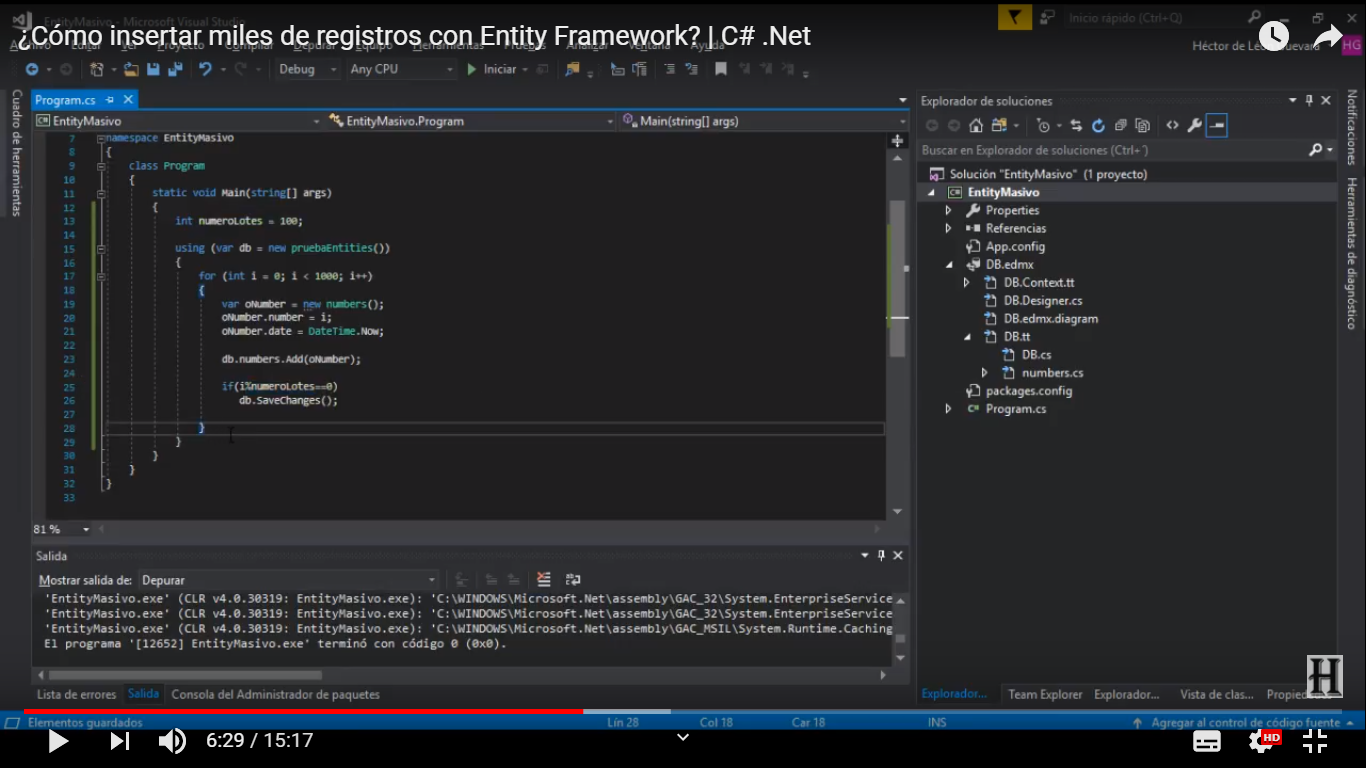 EntityMasivo - Microsoft Visual Studio
¿Cómo insertar miles de registros con Entity Framework? | C# .Net
Inicio rápido (Ctrl+Q)
Editar Ver Proyecto Compilar Depurar Equipo Herramientas Pruebas Analizar Ventana Ayuda
HG
Debug Any CPU Iniciar
Cuadro de herramientas
Program.cs
EntityMasivo EntityMasivo.Program Main(string[] args)
7 namespace EntityMasivo
8 {
9 class Program
10 {
11 static void Main(string[] args)
12 {
13 int numeroLotes = 100;
14
15 using (var db = new pruebaEntities())
16 {
17 for (int i = 0; i < 1000; i++)
18 {
19 var oNumber = new numbers();
20 oNumber.number = i;
21 oNumber.date = DateTime.Now;
22
23 db.numbers.Add(oNumber);
24
25 if(i%numeroLotes==0)
26 db.SaveChanges();
27
28 }
29 }
30 }
31 }
32 }
33
81 %
Salida
Mostrar salida de: Depurar
'EntityMasivo.exe' (CLR v4.0.30319: EntityMasivo.exe): 'C:\WINDOWS\Microsoft.Net\assembly\GAC_32\System.EnterpriseService
'EntityMasivo.exe' (CLR v4.0.30319: EntityMasivo.exe): 'C:\WINDOWS\Microsoft.Net\assembly\GAC_32\System.EnterpriseService
'EntityMasivo.exe' (CLR v4.0.30319: EntityMasivo.exe): 'C:\WINDOWS\Microsoft.Net\assembly\GAC_MSIL\System.Runtime.Caching
El programa '[12652] EntityMasivo.exe' terminó con código 0 (0x0).
Lista de errores Salida Consola del Administrador de paquetes
Explorador de soluciones
Buscar en Explorador de soluciones (Ctrl+´)
Solución "EntityMasivo" (1 proyecto)
EntityMasivo
Properties
Referencias
App.config
DB.edmx
DB.Context.tt
DB.Designer.cs
DB.edmx.diagram
DB.tt
DB.cs
numbers.cs
packages.config
C# Program.cs
Explorador... Team Explorer Explorador... Vista de clas...
Notificaciones
Herramientas de diagnóstico
H
Elementos guardados Lín 28 Col 18 Car 18 INS Agregar al control de código fuente
6:29 / 15:17
HD